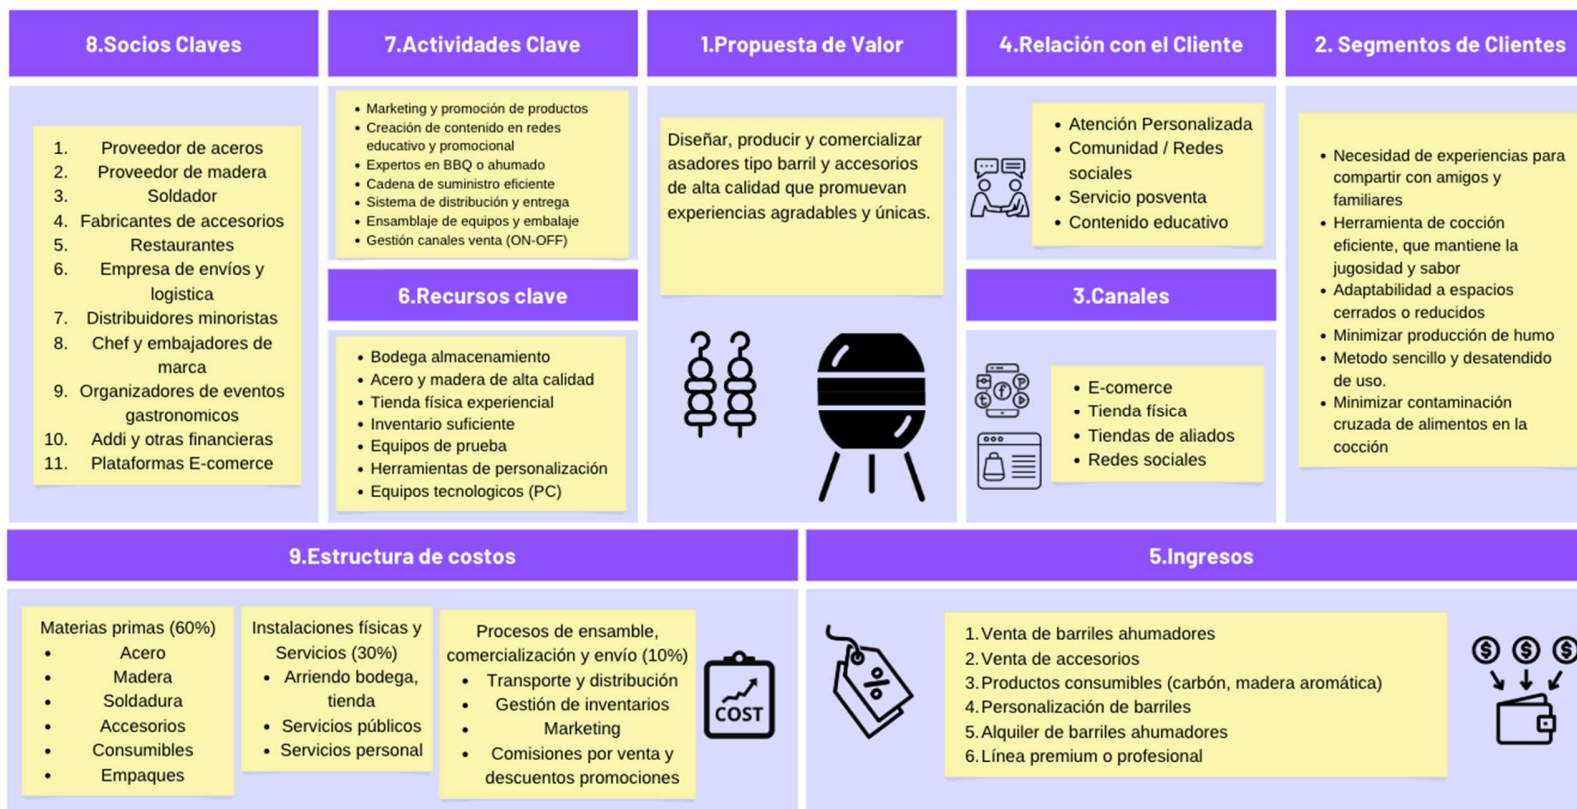 8.Socios Claves
1. Proveedor de aceros
2. Proveedor de madera
3. Soldador
4. Fabricantes de accesorios
5. Restaurantes
6. Empresa de envíos y
logistica
7. Distribuidores minoristas
8. Chef y embajadores de
marca
9. Organizadores de eventos
gastronomicos
10. Addi y otras financieras
11. Plataformas E-comerce
7.Actividades Clave
• Marketing y promoción de productos
• Creación de contenido en redes
educativo y promocional
• Expertos en BBQ o ahumado
• Cadena de suministro eficiente
• Sistema de distribución y entrega
• Ensamblaje de equipos y embalaje
• Gestión canales venta (ON-OFF)
6.Recursos clave
• Bodega almacenamiento
• Acero y madera de alta calidad
• Tienda física experiencial
• Inventario suficiente
• Equipos de prueba
• Herramientas de personalización
• Equipos tecnologicos (PC)
1.Propuesta de Valor
Diseñar, producir y comercializar
asadores tipo barril y accesorios
de alta calidad que promuevan
experiencias agradables y únicas.
4.Relación con el Cliente
• Atención Personalizada
• Comunidad / Redes
sociales
• Servicio posventa
• Contenido educativo
3.Canales
• E-comerce
• Tienda física
• Tiendas de aliados
• Redes sociales
2. Segmentos de Clientes
• Necesidad de experiencias para
compartir con amigos y
familiares
• Herramienta de cocción
eficiente, que mantiene la
jugosidad y sabor
• Adaptabilidad a espacios
cerrados o reducidos
• Minimizar producción de humo
• Metodo sencillo y desatendido
de uso.
• Minimizar contaminación
cruzada de alimentos en la
cocción
9.Estructura de costos
Materias primas (60%)
• Acero
• Madera
• Soldadura
• Accesorios
• Consumibles
• Empaques
Instalaciones físicas y
Servicios (30%)
• Arriendo bodega,
tienda
• Servicios públicos
• Servicios personal
Procesos de ensamble,
comercialización y envío (10%)
• Transporte y distribución
• Gestión de inventarios
• Marketing
• Comisiones por venta y
descuentos promociones
COST
5.Ingresos
%
1. Venta de barriles ahumadores
2. Venta de accesorios
3. Productos consumibles (carbón, madera aromática)
4. Personalización de barriles
5. Alquiler de barriles ahumadores
6. Línea premium o profesional
$ $ $